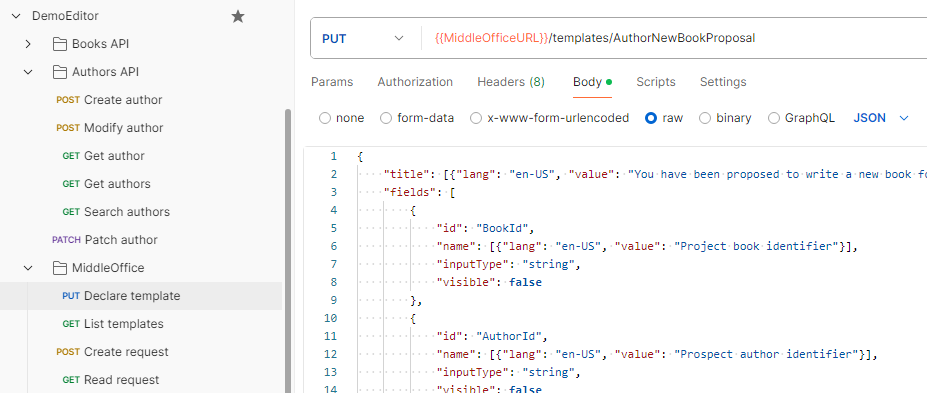 DemoEditor
Books API
Authors API
POST Create author
POST Modify author
GET Get author
GET Get authors
GET Search authors
PATCH Patch author
MiddleOffice
PUT Declare template
GET List templates
POST Create request
GET Read request
PUT {{MiddleOfficeURL}}/templates/AuthorNewBookProposal
Params Authorization Headers (8) Body Scripts Settings
none form-data x-www-form-urlencoded raw binary GraphQL JSON
1 {
2 "title": [{"lang": "en-US", "value": "You have been proposed to write a new book fo
3 "fields": [
4 {
5 "id": "BookId",
6 "name": [{"lang": "en-US", "value": "Project book identifier"}],
7 "inputType": "string",
8 "visible": false
9 },
10 {
11 "id": "AuthorId",
12 "name": [{"lang": "en-US", "value": "Prospect author identifier"}],
13 "inputType": "string",
14 "visible": false